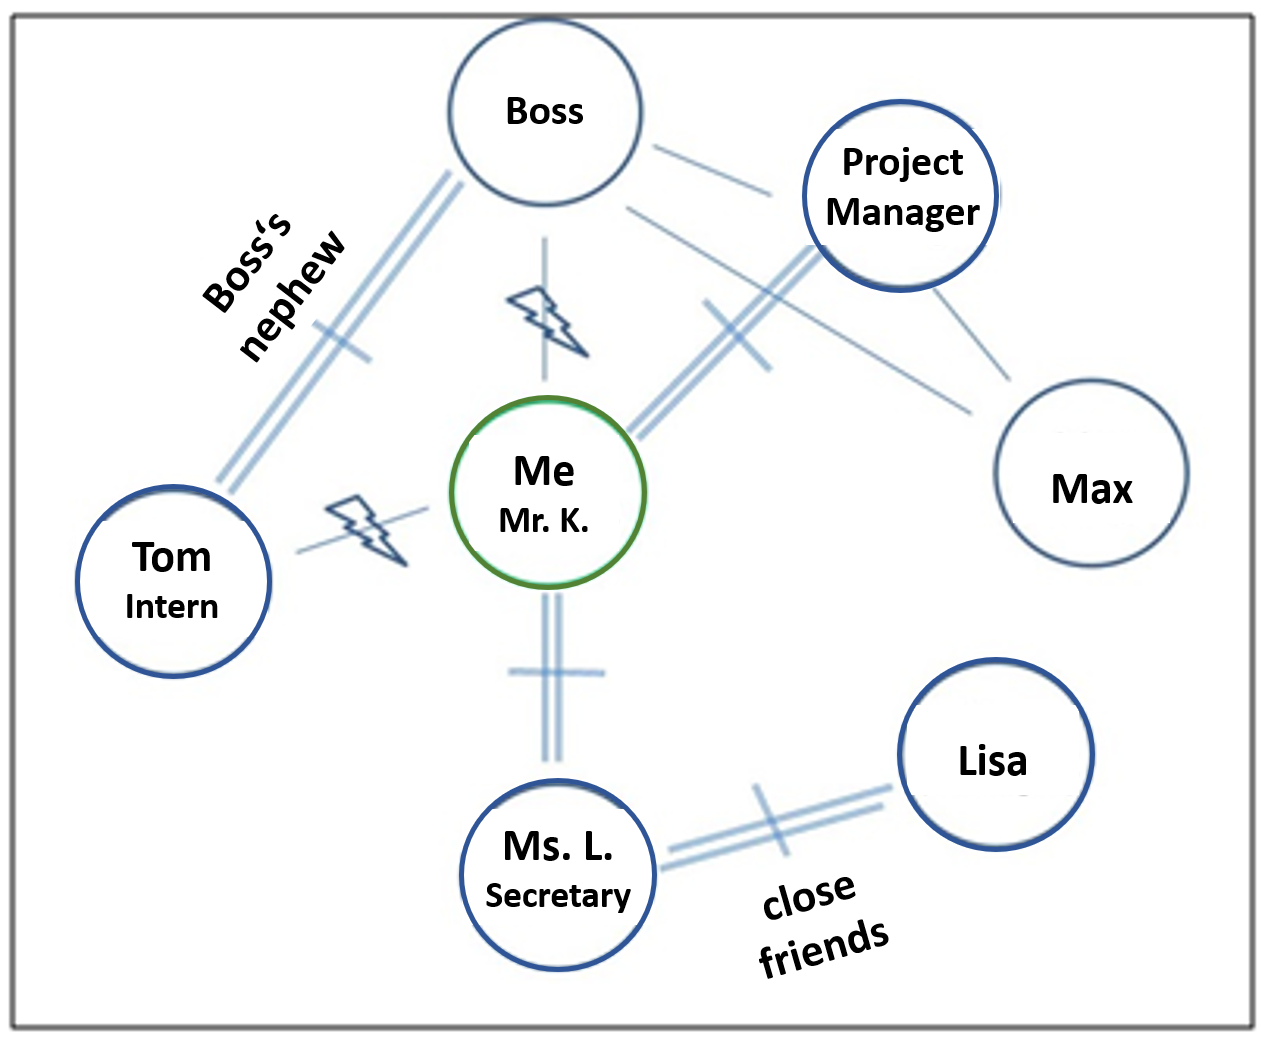 Boss
Project
Manager
Boss‘s
nephew
Me
Mr. K.
Max
Tom
Intern
Lisa
Ms. L.
Secretary
close
friends